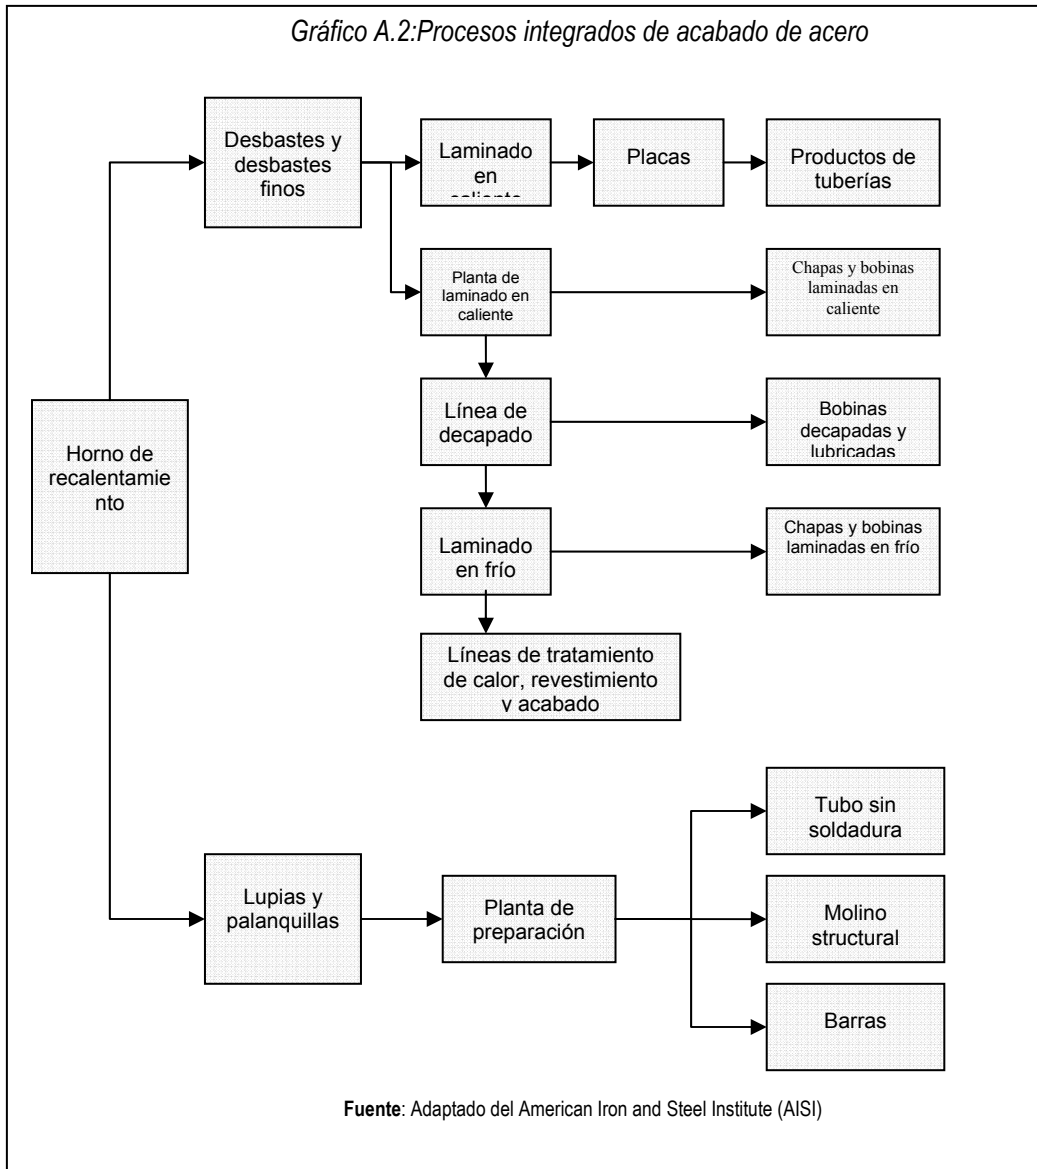 Gráfico A.2:Procesos integrados de acabado de acero
Desbastes y
desbastes
finos
Laminado
en
caliente
Placas
Productos de
tuberías
Planta de
laminado en
caliente
Chapas y bobinas
laminadas en
caliente
Línea de
decapado
Bobinas
decapadas y
lubricadas
Horno de
recalentamie
nto
Laminado
en frío
Chapas y bobinas
laminadas en frío
Líneas de tratamiento
de calor, revestimiento
y acabado
Tubo sin
soldadura
Lupias y
palanquillas
Planta de
preparación
Molino
structural
Barras
Fuente: Adaptado del American Iron and Steel Institute (AISI)